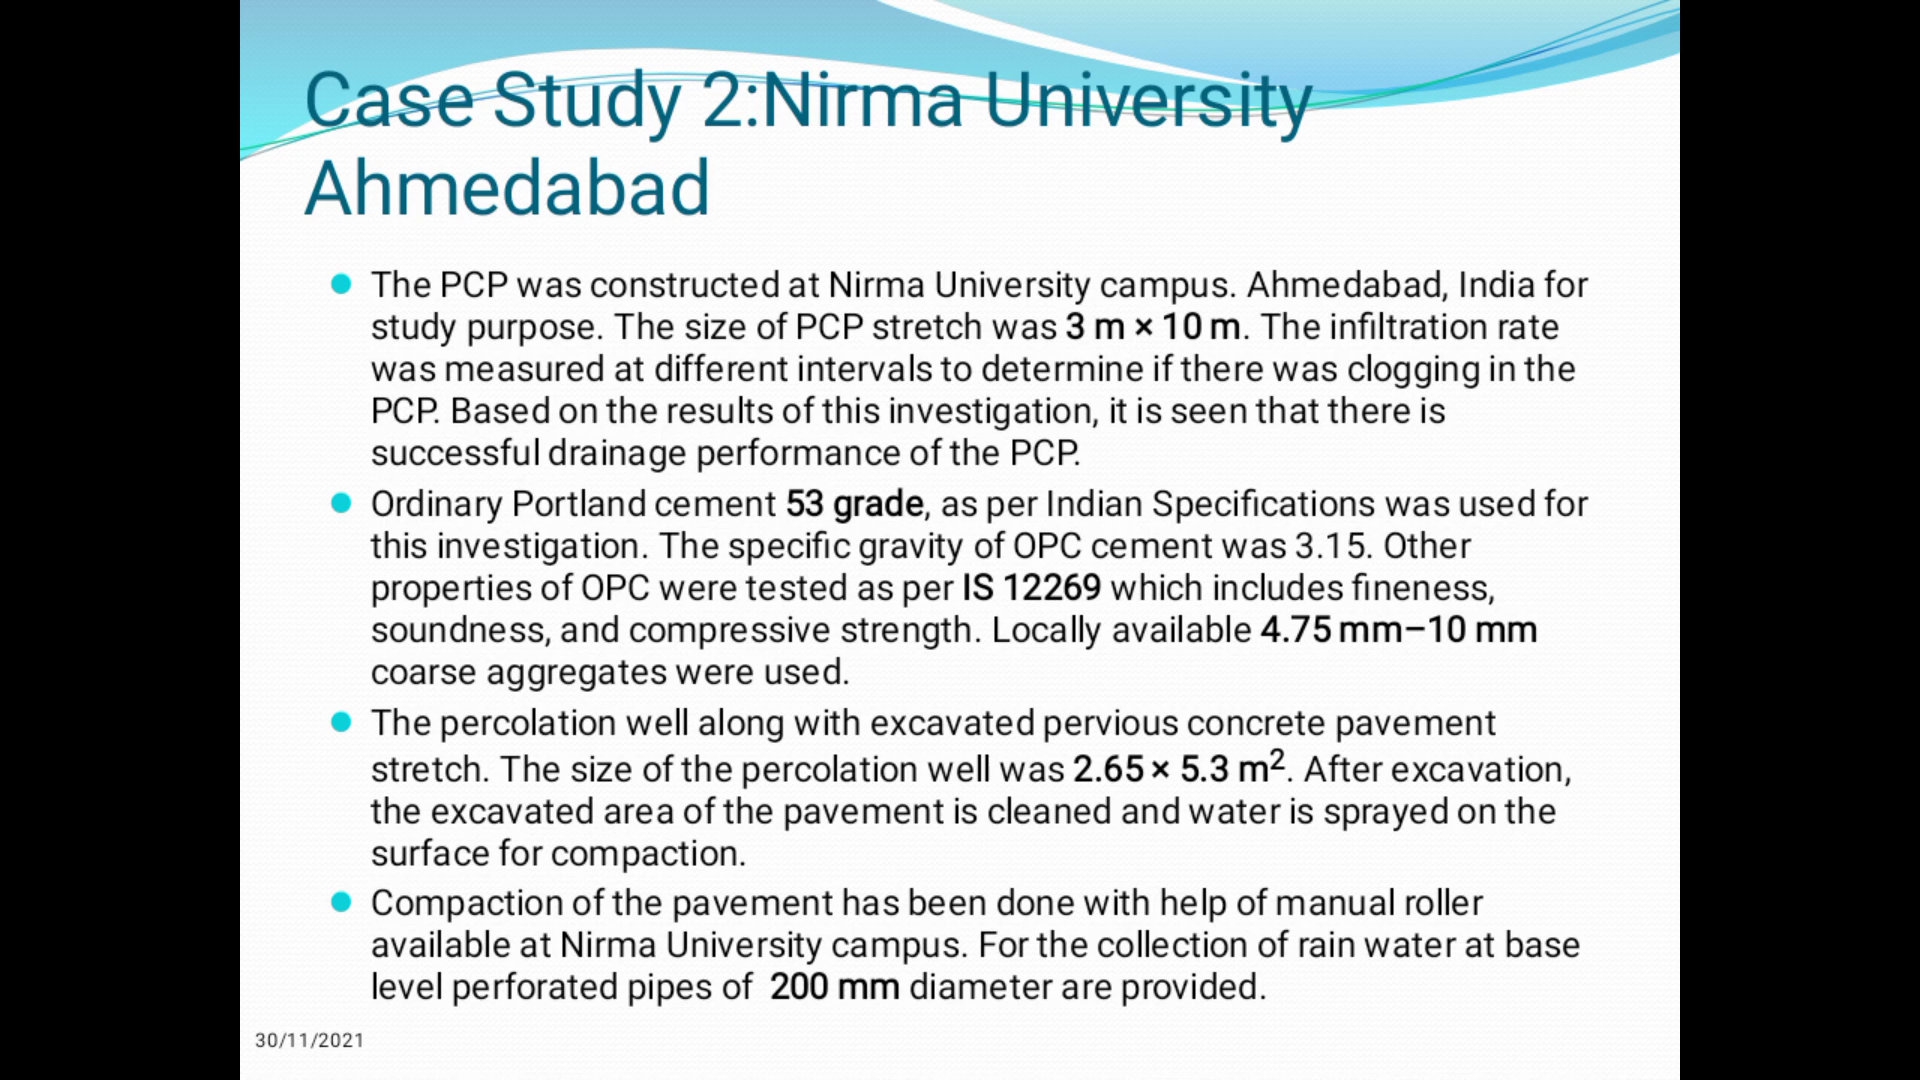 Case Study 2:Nirma University
Ahmedabad
The PCP was constructed at Nirma University campus. Ahmedabad, India for
study purpose. The size of PCP stretch was 3 m × 10 m. The infiltration rate
was measured at different intervals to determine if there was clogging in the
PCP. Based on the results of this investigation, it is seen that there is
successful drainage performance of the PCP.
Ordinary Portland cement 53 grade, as per Indian Specifications was used for
this investigation. The specific gravity of OPC cement was 3.15. Other
properties of OPC were tested as per IS 12269 which includes fineness,
soundness, and compressive strength. Locally available 4.75 mm–10 mm
coarse aggregates were used.
The percolation well along with excavated pervious concrete pavement
stretch. The size of the percolation well was 2.65 × 5.3 m². After excavation,
the excavated area of the pavement is cleaned and water is sprayed on the
surface for compaction.
Compaction of the pavement has been done with help of manual roller
available at Nirma University campus. For the collection of rain water at base
level perforated pipes of 200 mm diameter are provided.
30/11/2021